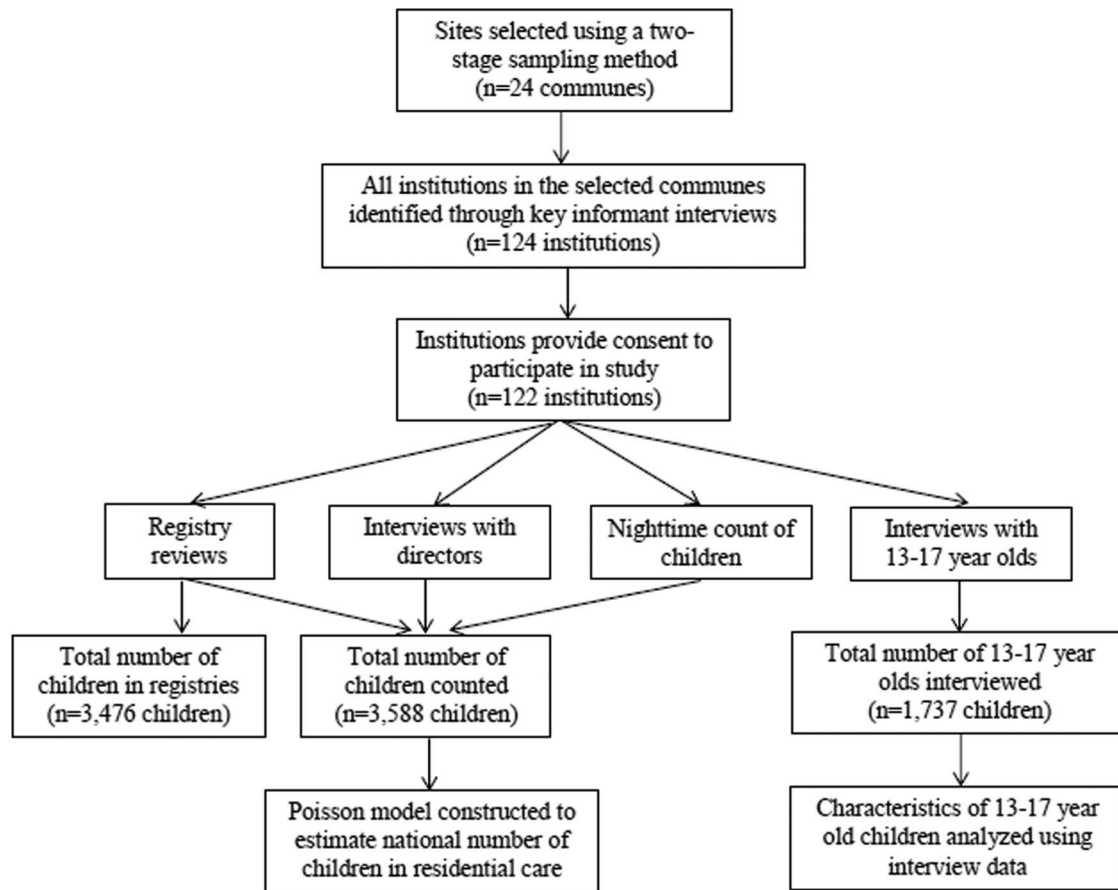 Sites selected using a two-
stage sampling method
(n=24 communes)
All institutions in the selected communes
identified through key informant interviews
(n=124 institutions)
Institutions provide consent to
participate in study
(n=122 institutions)
Registry
reviews
Interviews with
directors
Nighttime count of
children
Interviews with
13-17 year olds
Total number of
children in registries
(n=3,476 children)
Total number of
children counted
(n=3,588 children)
Total number of 13-17 year
olds interviewed
(n=1,737 children)
Poisson model constructed to
estimate national number of
children in residential care
Characteristics of 13-17 year
old children analyzed using
interview data